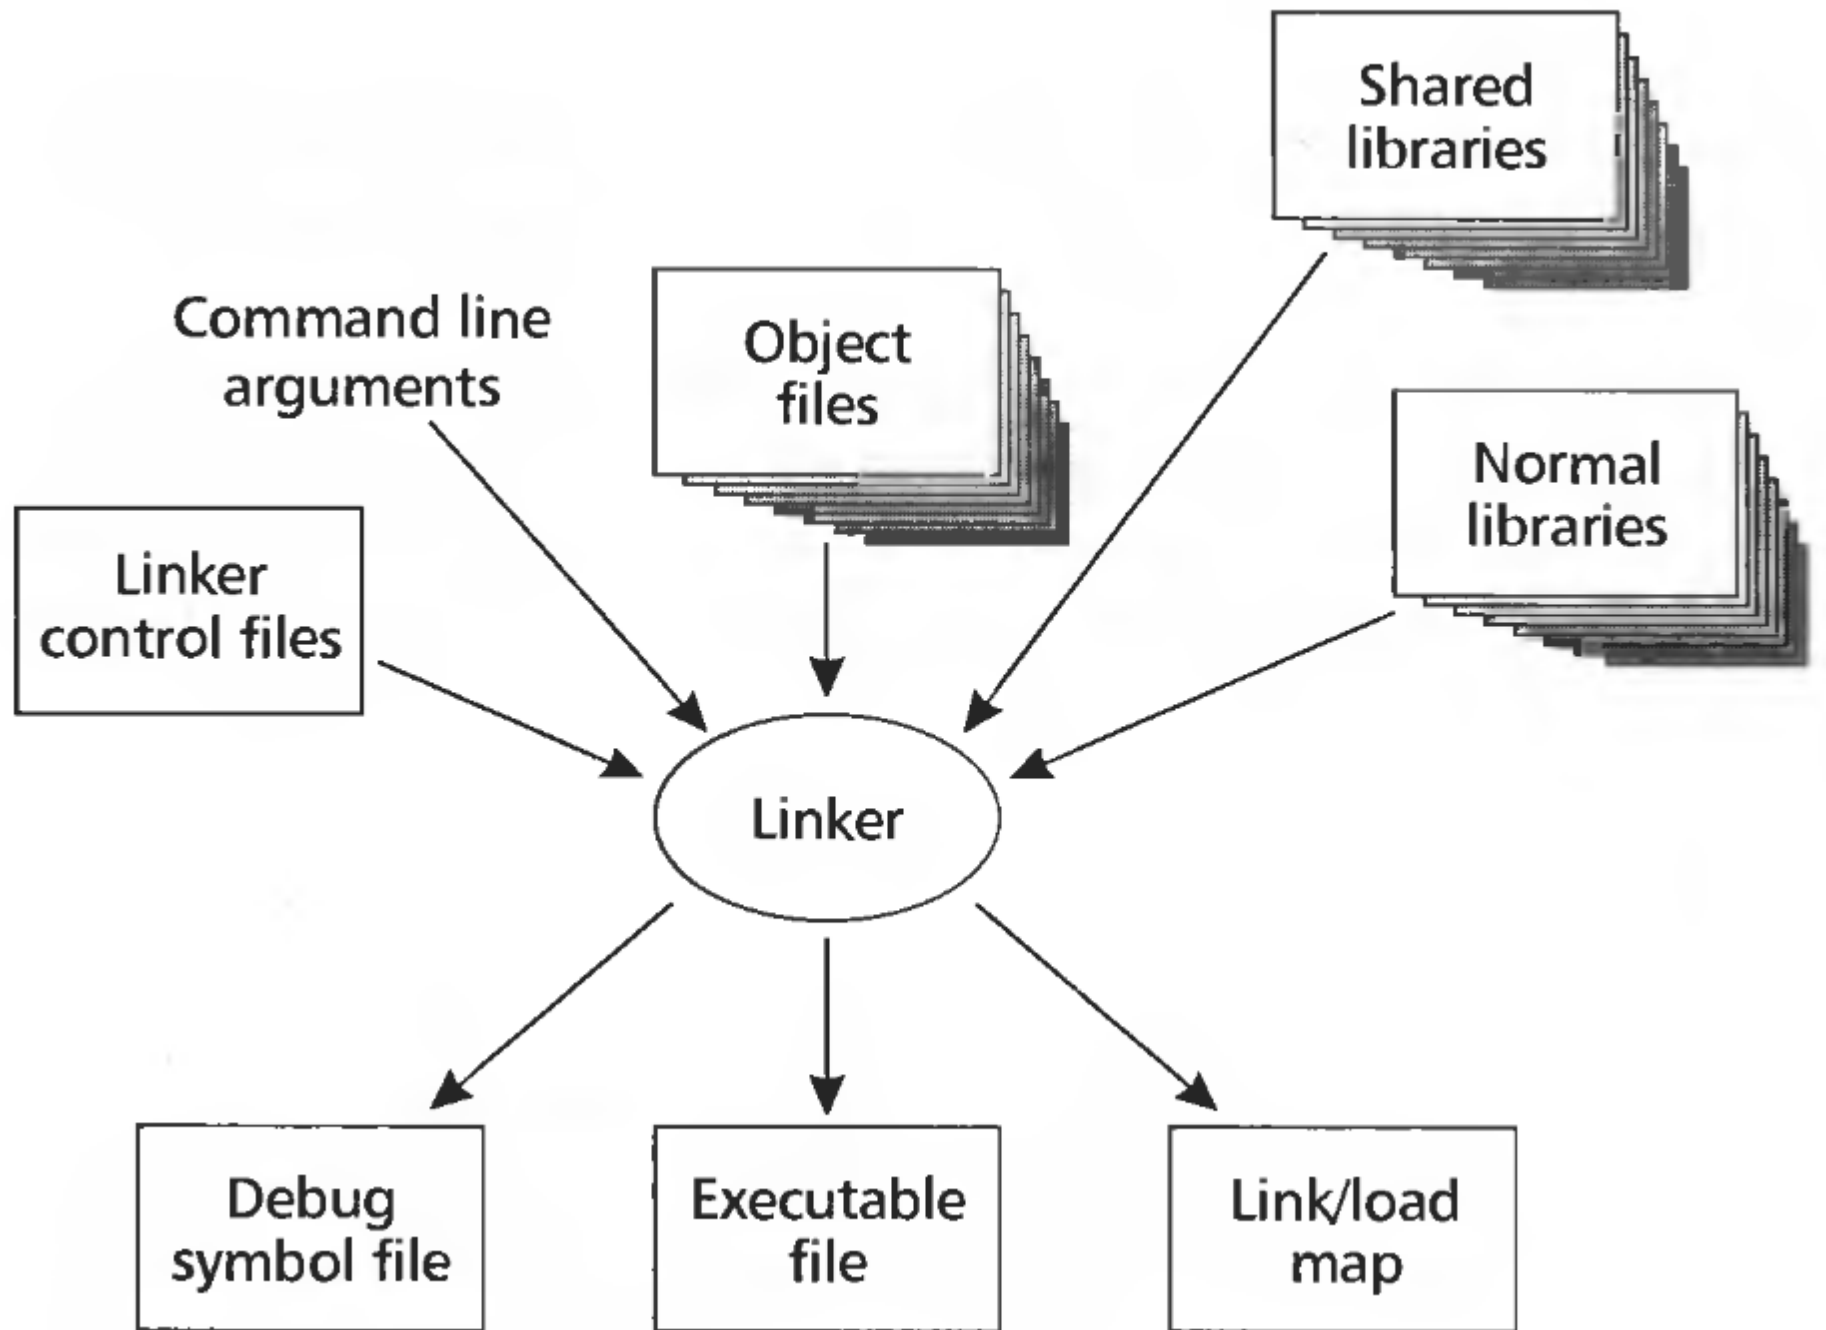 Shared
libraries
Command line
arguments
Object
files
Normal
libraries
Linker
control files
Linker
Debug
symbol file
Executable
file
Link/load
map